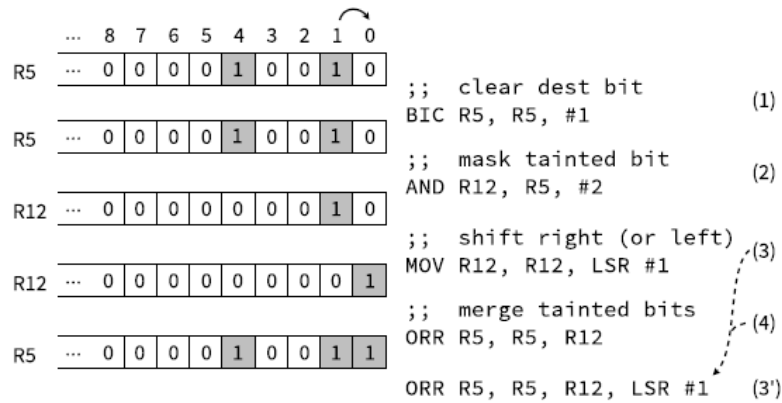 ... 8 7 6 5 4 3 2 1 0
R5 ... 0 0 0 0 1 0 0 1 0
;; clear dest bit
BIC R5, R5, #1 (1)
R5 ... 0 0 0 0 1 0 0 1 0
;; mask tainted bit
AND R12, R5, #2 (2)
R12 ... 0 0 0 0 0 0 0 1 0
;; shift right (or left)
MOV R12, R12, LSR #1 (3)
R12 ... 0 0 0 0 0 0 0 0 1
;; merge tainted bits
ORR R5, R5, R12 (4)
R5 ... 0 0 0 0 1 0 0 1 1
ORR R5, R5, R12, LSR #1 (3')